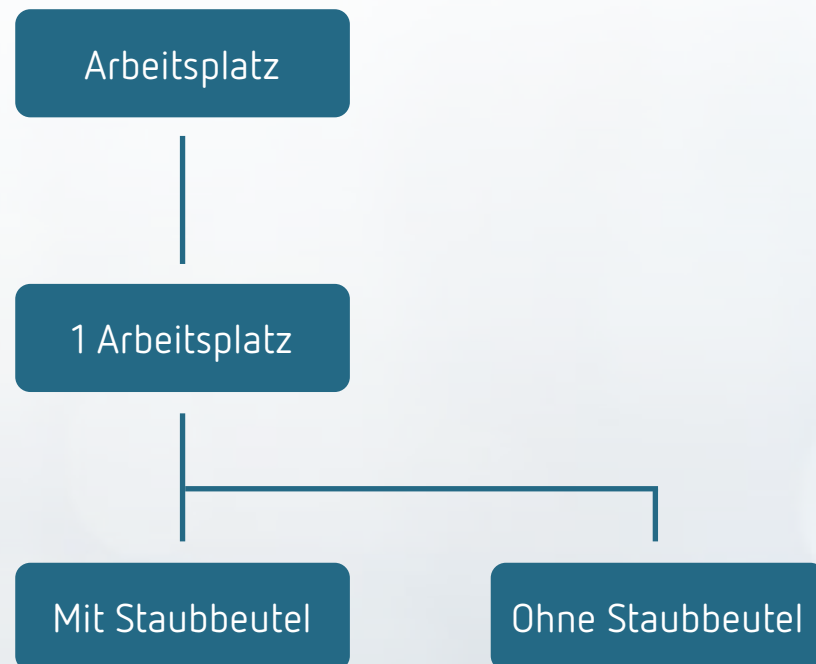 Arbeitsplatz
1 Arbeitsplatz
Mit Staubbeutel
Ohne Staubbeutel